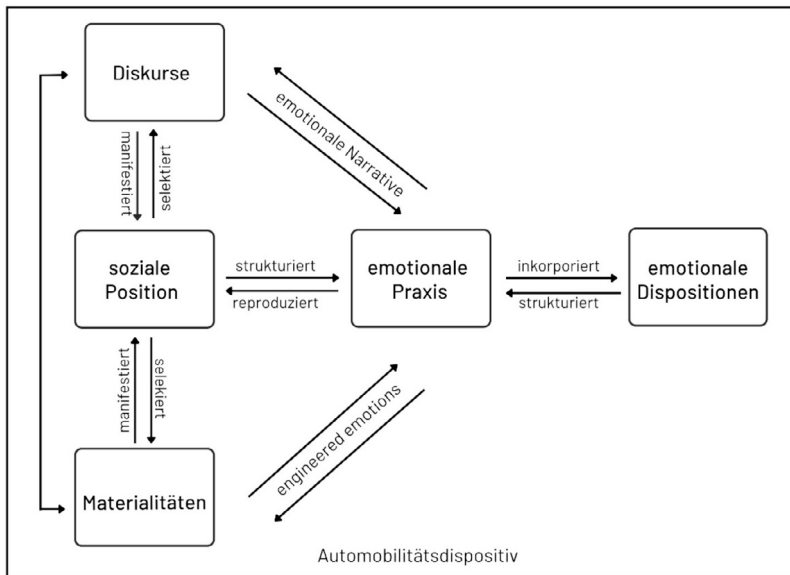 Diskurse
emotionale Narrative
manifestiert
selektiert
soziale
Position
strukturiert
reproduziert
emotionale
Praxis
inkorporiert
strukturiert
emotionale
Dispositionen
manifestiert
selekiert
engineered emotions
Materialitäten
Automobilitätsdispositiv